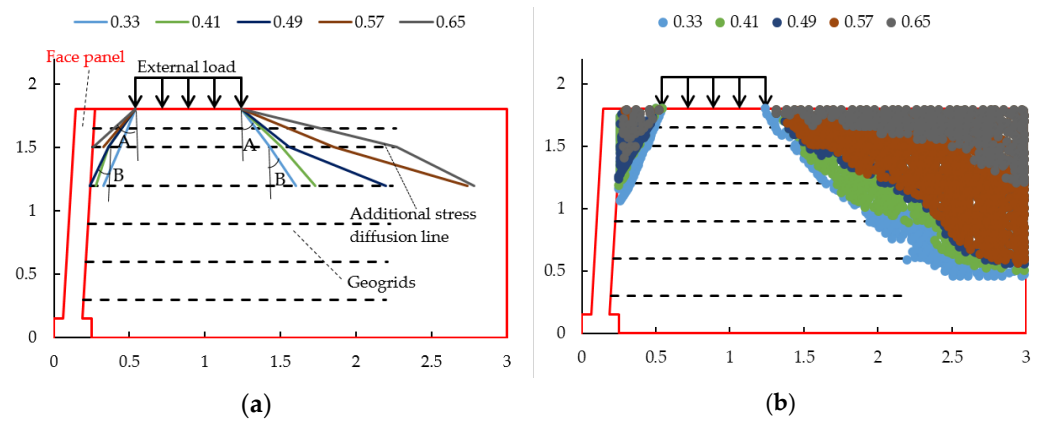 0.33 0.41 0.49 0.57 0.65
Face panel
External load
2
1.5
1
0.5
0
A
A
B
B
Additional stress
diffusion line
Geogrids
0 0.5 1 1.5 2 2.5 3
(a)
0.33 0.41 0.49 0.57 0.65
2
1.5
1
0.5
0
0 0.5 1 1.5 2 2.5 3
(b)